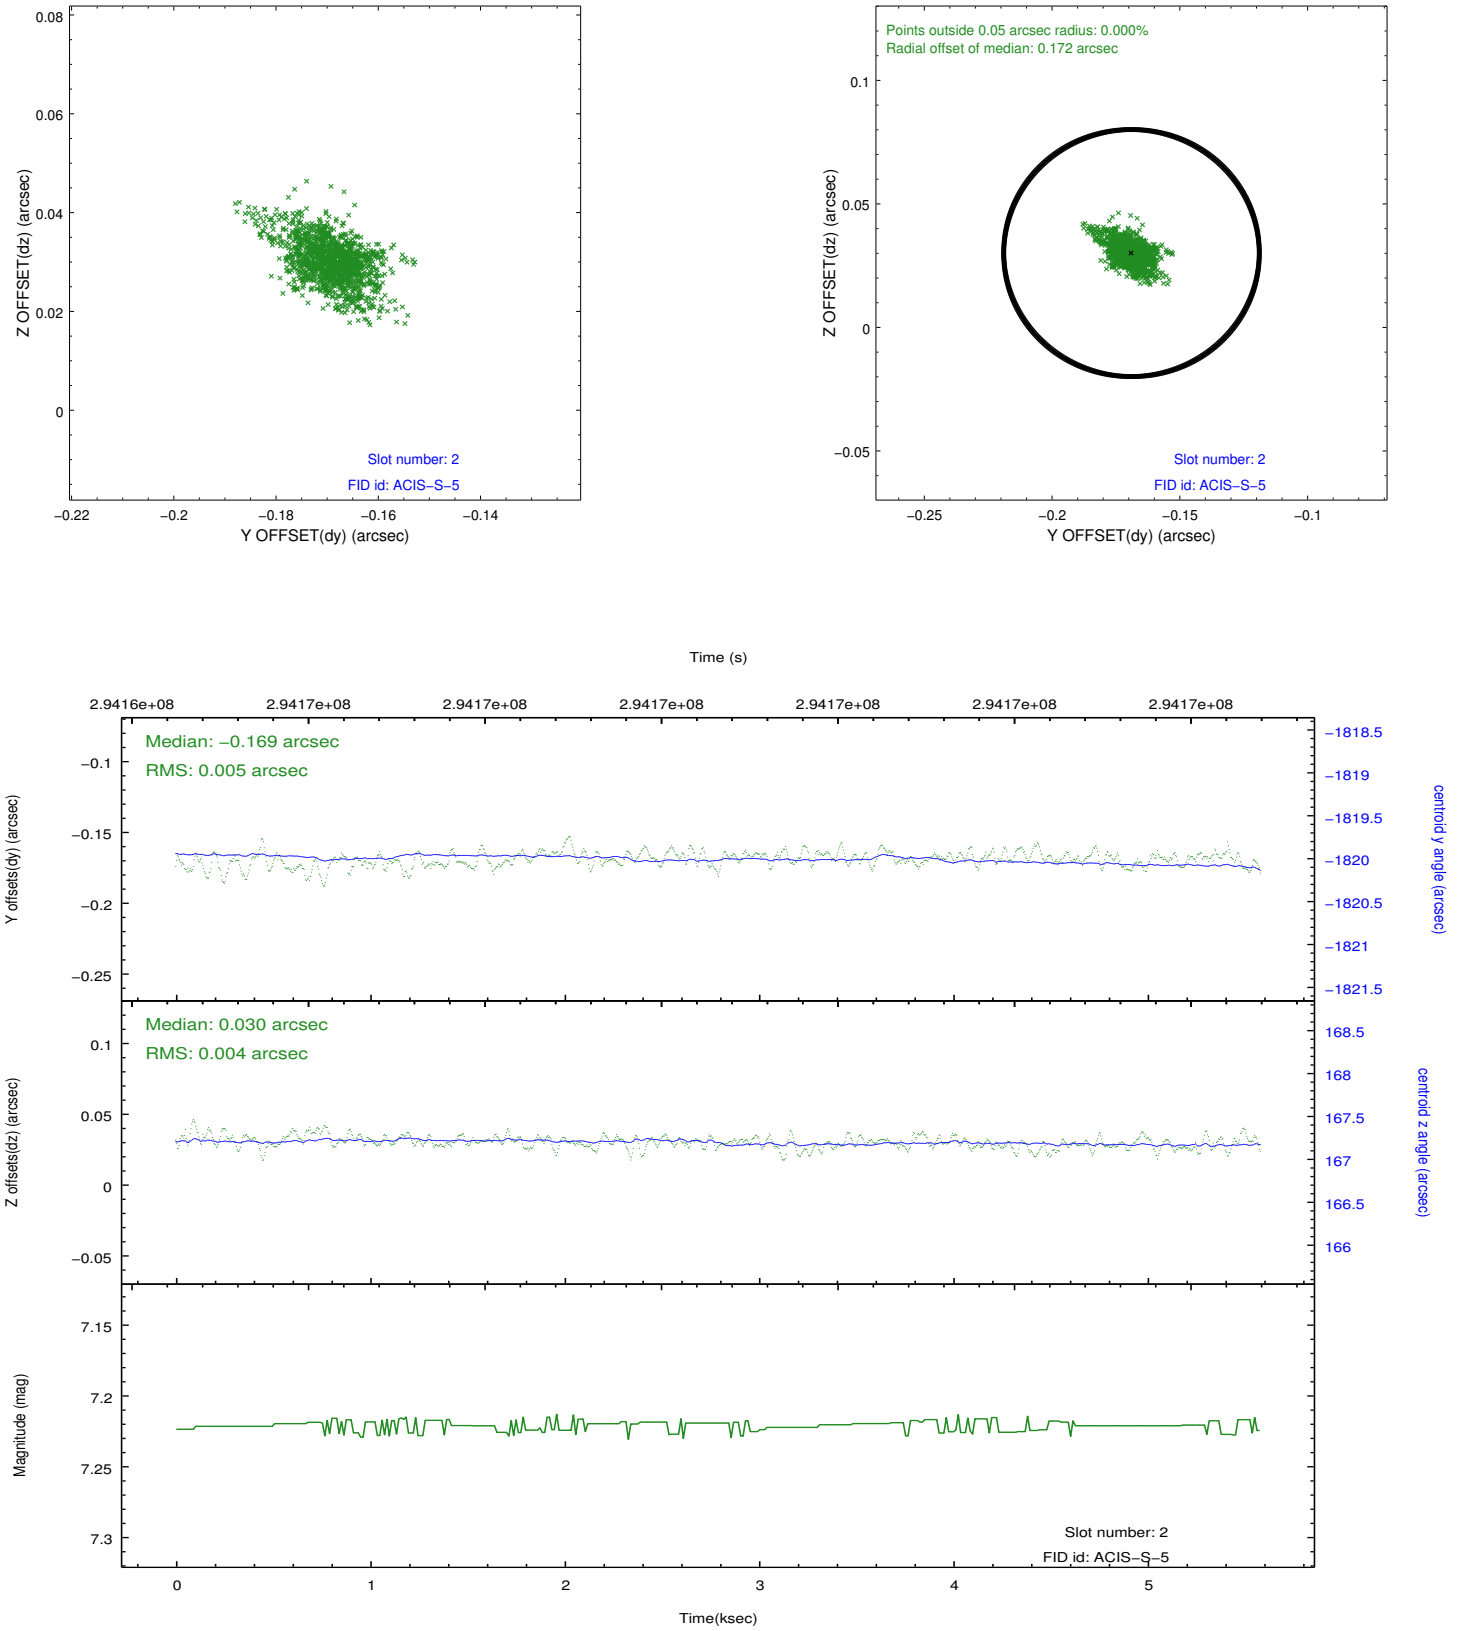 0.08
0.06
0.04
0.02
0
Z OFFSET(dz) (arcsec)
Slot number: 2
FID id: ACIS−S−5
−0.22 −0.2 −0.18 −0.16 −0.14
Y OFFSET(dy) (arcsec)
Points outside 0.05 arcsec radius: 0.000%
Radial offset of median: 0.172 arcsec
0.1
0.05
0
−0.05
Z OFFSET(dz) (arcsec)
Slot number: 2
FID id: ACIS−S−5
−0.25 −0.2 −0.15 −0.1
Y OFFSET(dy) (arcsec)
Time (s)
2.9416e+08 2.9417e+08 2.9417e+08 2.9417e+08 2.9417e+08 2.9417e+08 2.9417e+08
Median: −0.169 arcsec
RMS: 0.005 arcsec
−0.1
−0.15
−0.2
−0.25
Y offsets(dy) (arcsec)
−1818.5
−1819
−1819.5
−1820
−1820.5
−1821
−1821.5
centroid y angle (arcsec)
Median: 0.030 arcsec
RMS: 0.004 arcsec
0.1
0.05
0
−0.05
Z offsets(dz) (arcsec)
168.5
168
167.5
167
166.5
166
centroid z angle (arcsec)
7.15
7.2
7.25
7.3
Magnitude (mag)
Slot number: 2
FID id: ACIS−S−5
0 1 2 3 4 5
Time(ksec)